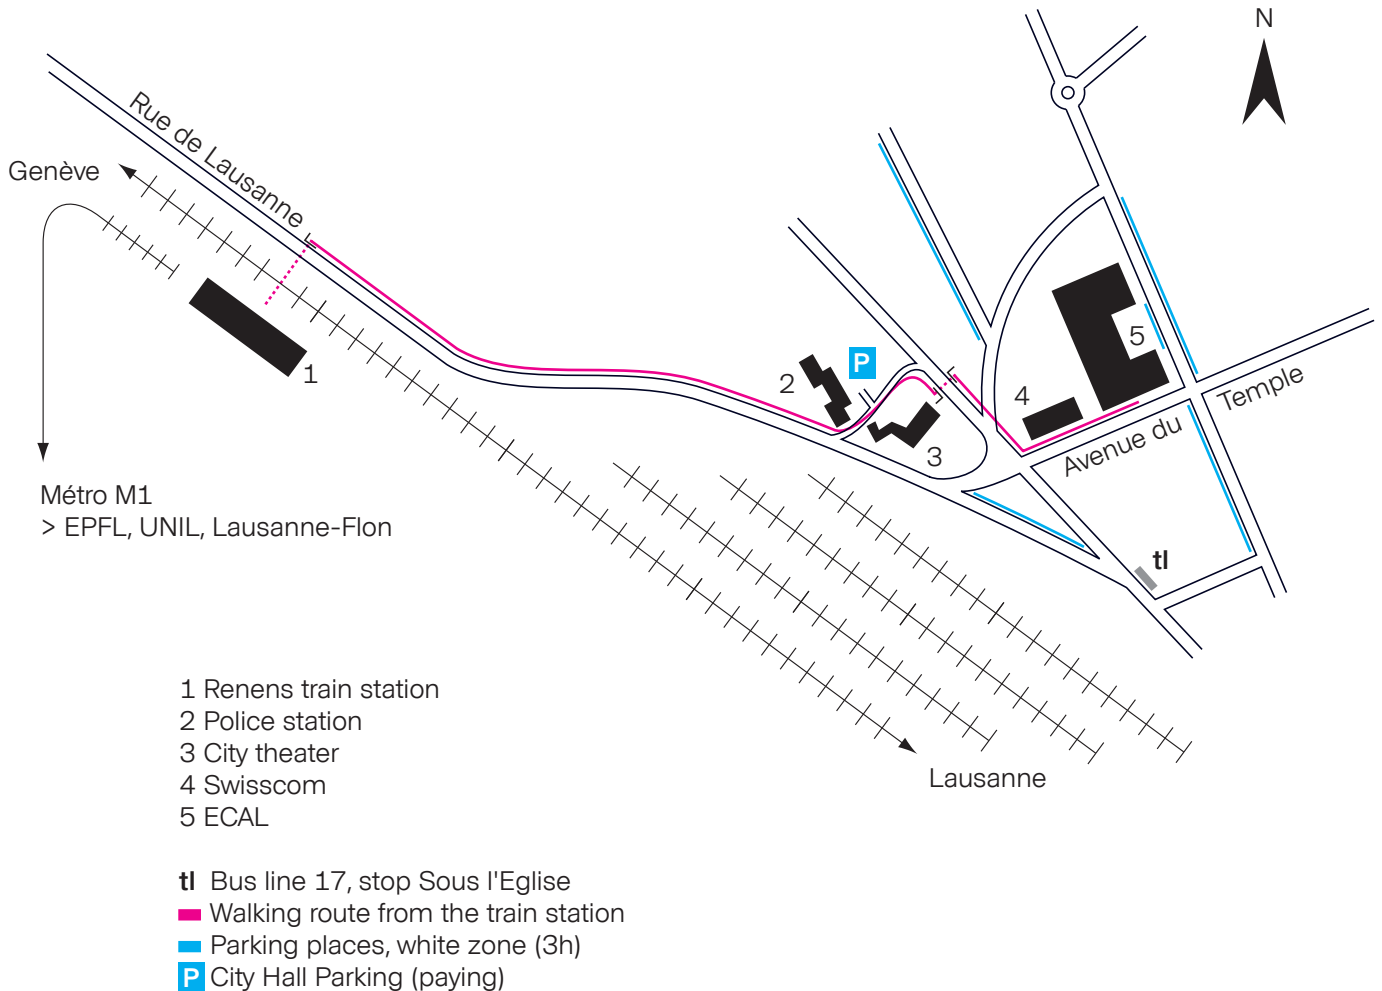 N
Rue de Lausanne
Genève
5
P
2
4
1
Temple
Avenue du
3
Métro M1
> EPFL, UNIL, Lausanne-Flon
tl
Lausanne
1 Renens train station
2 Police station
3 City theater
4 Swisscom
5 ECAL
tl Bus line 17, stop Sous l'Eglise
Walking route from the train station
Parking places, white zone (3h)
P City Hall Parking (paying)